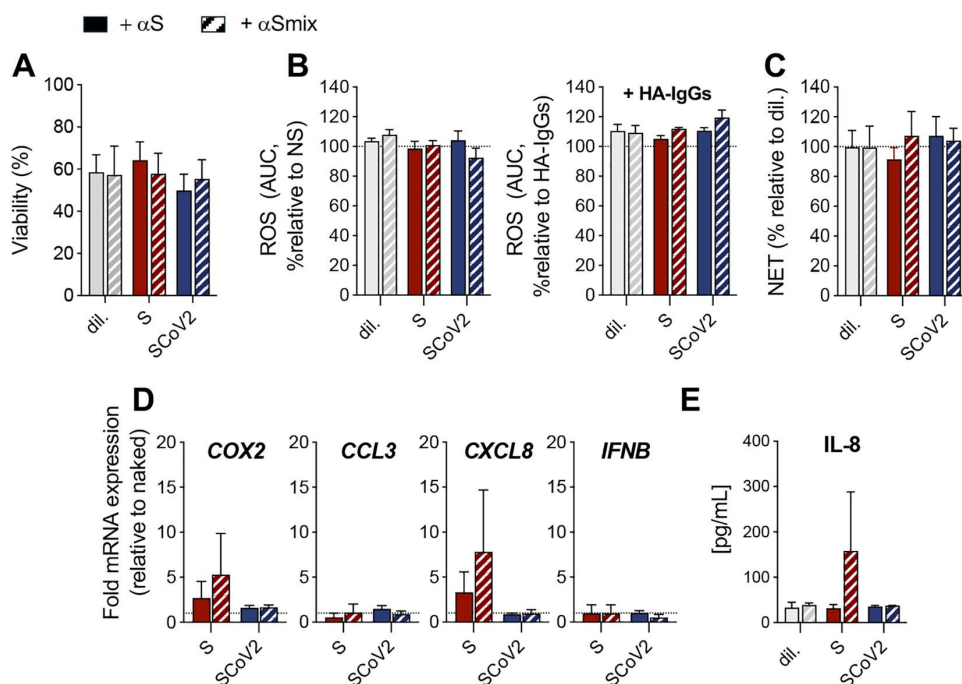 + αS + αSmix
A
Viability (%)
100
80
60
40
20
0
dil.
S
SCoV2
B
ROS (AUC,
%relative to NS)
140
120
100
80
60
40
20
0
dil.
S
SCoV2
+ HA-IgGs
ROS (AUC,
%relative to HA-IgGs)
140
120
100
80
60
40
20
0
dil.
S
SCoV2
C
NET (% relative to dil.)
140
120
100
80
60
40
20
0
dil.
S
SCoV2
D
Fold mRNA expression
(relative to naked)
COX2
20
15
10
5
0
S
SCoV2
CCL3
20
15
10
5
0
S
SCoV2
CXCL8
20
15
10
5
0
S
SCoV2
IFNB
20
15
10
5
0
S
SCoV2
E
IL-8
[pg/mL]
400
300
200
100
0
dil.
S
SCoV2